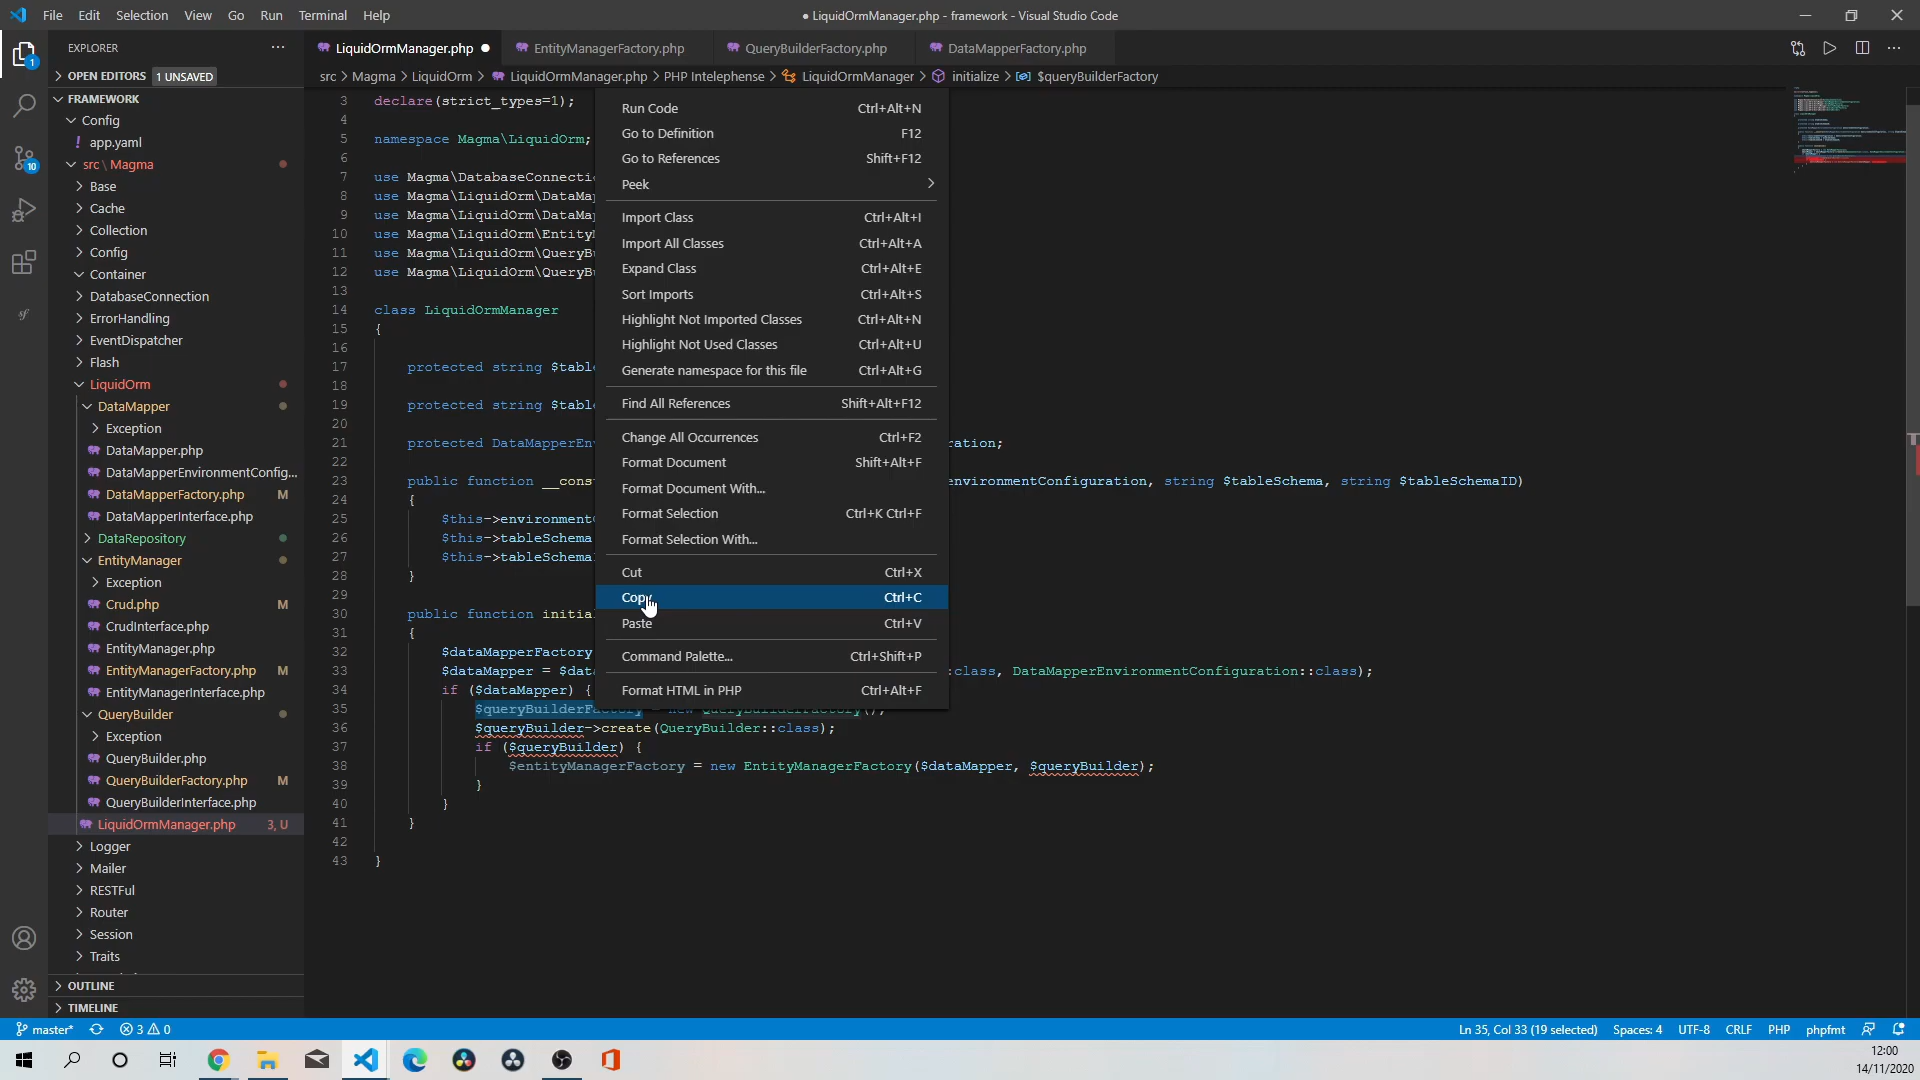 File Edit Selection View Go Run Terminal Help
● LiquidOrmManager.php - framework - Visual Studio Code
EXPLORER
LiquidOrmManager.php ●
EntityManagerFactory.php
QueryBuilderFactory.php
DataMapperFactory.php
OPEN EDITORS 1 UNSAVED
src > Magma > LiquidOrm > LiquidOrmManager.php > PHP Intelephense > LiquidOrmManager > initialize > $queryBuilderFactory
FRAMEWORK
Config
! app.yaml
src \ Magma
Base
Cache
Collection
Config
Container
DatabaseConnection
ErrorHandling
EventDispatcher
Flash
LiquidOrm
DataMapper
Exception
DataMapper.php
DataMapperEnvironmentConfig...
DataMapperFactory.php M
DataMapperInterface.php
DataRepository
EntityManager
Exception
Crud.php M
CrudInterface.php
EntityManager.php
EntityManagerFactory.php M
EntityManagerInterface.php
QueryBuilder
Exception
QueryBuilder.php
QueryBuilderFactory.php M
QueryBuilderInterface.php
LiquidOrmManager.php 3, U
Logger
Mailer
RESTFul
Router
Session
Traits
OUTLINE
TIMELINE
1
10
3 declare(strict_types=1);
4
5 namespace Magma\LiquidOrm;
6
7 use Magma\DatabaseConnecti
8 use Magma\LiquidOrm\DataMa
9 use Magma\LiquidOrm\DataMa
10 use Magma\LiquidOrm\Entity
11 use Magma\LiquidOrm\QueryB
12 use Magma\LiquidOrm\QueryB
13
14 class LiquidOrmManager
15 {
16
17 protected string $tabl
18
19 protected string $tabl
20
21 protected DataMapperEn ation;
22
23 public function __cons environmentConfiguration, string $tableSchema, string $tableSchemaID)
24 {
25 $this->environment
26 $this->tableSchema
27 $this->tableSchema
28 }
29
30 public function initia
31 {
32 $dataMapperFactory
33 $dataMapper = $dat :class, DataMapperEnvironmentConfiguration::class);
34 if ($dataMapper) {
35 $queryBuilderFactory = new QueryBuilderFactory();
36 $queryBuilder->create(QueryBuilder::class);
37 if ($queryBuilder) {
38 $entityManagerFactory = new EntityManagerFactory($dataMapper, $queryBuilder);
39 }
40 }
41 }
42
43 }
Run Code Ctrl+Alt+N
Go to Definition F12
Go to References Shift+F12
Peek
Import Class Ctrl+Alt+I
Import All Classes Ctrl+Alt+A
Expand Class Ctrl+Alt+E
Sort Imports Ctrl+Alt+S
Highlight Not Imported Classes Ctrl+Alt+N
Highlight Not Used Classes Ctrl+Alt+U
Generate namespace for this file Ctrl+Alt+G
Find All References Shift+Alt+F12
Change All Occurrences Ctrl+F2
Format Document Shift+Alt+F
Format Document With...
Format Selection Ctrl+K Ctrl+F
Format Selection With...
Cut Ctrl+X
Copy Ctrl+C
Paste Ctrl+V
Command Palette... Ctrl+Shift+P
Format HTML in PHP Ctrl+Alt+F
master* 3 0
Ln 35, Col 33 (19 selected) Spaces: 4 UTF-8 CRLF PHP phpfmt
12:00
14/11/2020